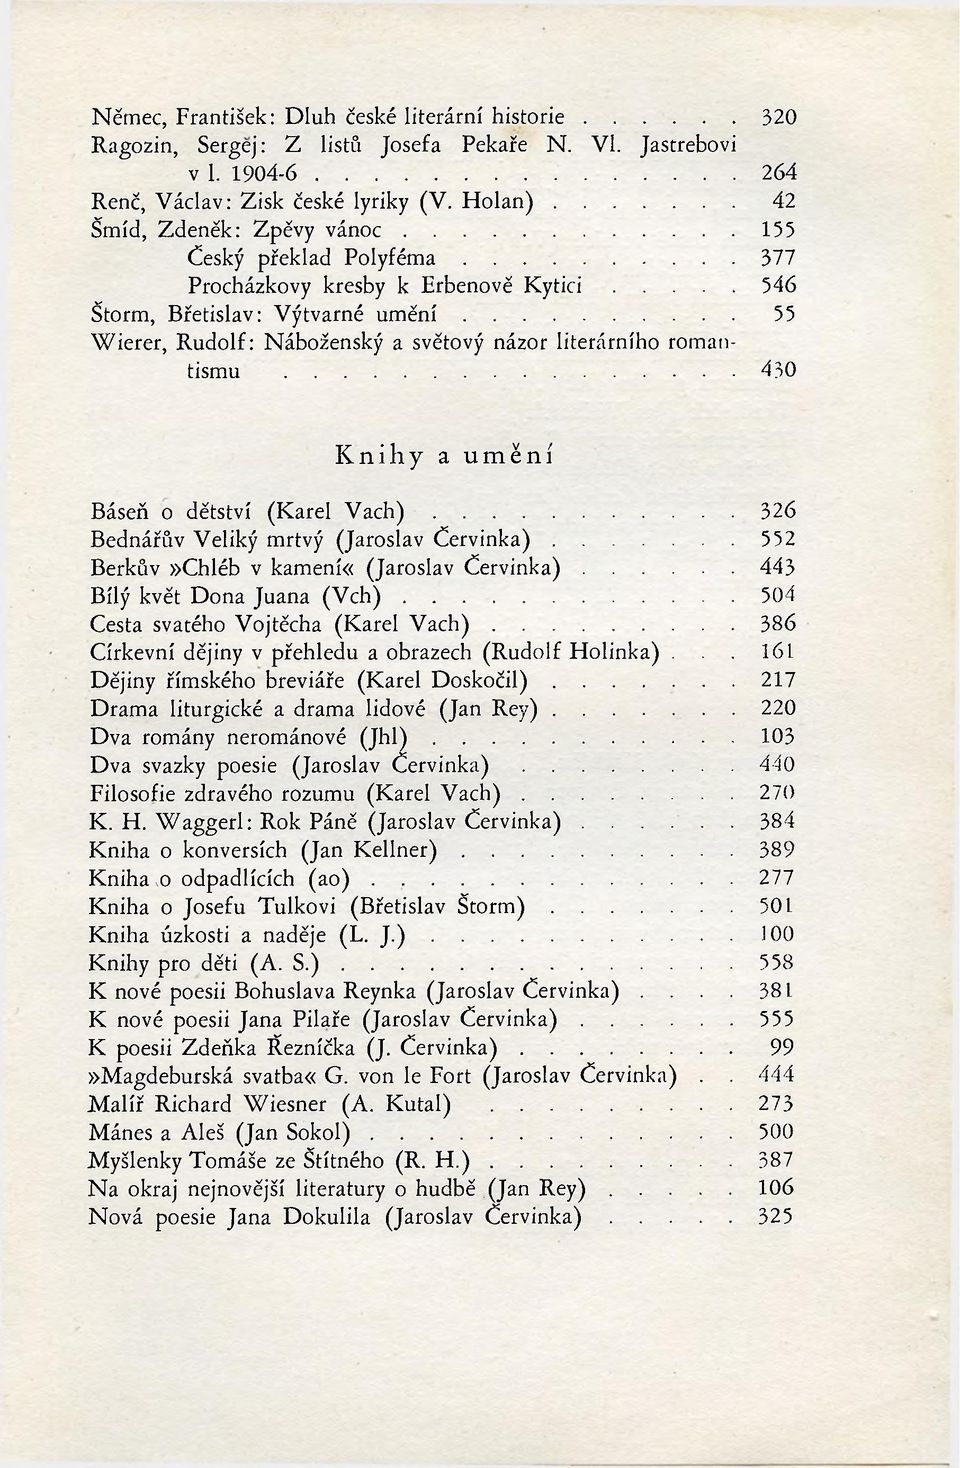 Němec, František: Dluh české literární historie . . . . . . 320
Ragozin, Sergěj: Z listů Josefa Pekaře N. Vl. Jastrebovi
v l. 1904-6 . . . . . . . . . . . . . . . 264
Renč, Václav: Zisk české lyriky (V. Holan) . . . . . . . 42
Šmíd, Zdeněk: Zpěvy vánoc . . . . . . . . . . . . 155
Český překlad Polyféma . . . . . . . . . . 377
Procházkovy kresby k Erbenově Kytici . . . . . 546
Štorm, Břetislav: Výtvarné umění . . . . . . . . . . 55
Wierer, Rudolf: Náboženský a světový názor literárního roman-
tismu . . . . . . . . . . . . . . . . 430
Knihy a umění
Báseň o dětství (Karel Vach) . . . . . . . . . . . 326
Bednářův Veliký mrtvý (Jaroslav Červinka) . . . . . . . 552
Berkův »Chléb v kamení« (Jaroslav Červinka) . . . . . . 443
Bílý květ Dona Juana (Vch) . . . . . . . . . . . . 504
Cesta svatého Vojtěcha (Karel Vach) . . . . . . . . . 386
Církevní dějiny v přehledu a obrazech (Rudolf Holinka) . . . 161
Dějiny římského breviáře (Karel Doskočil) . . . . . . . 217
Drama liturgické a drama lidové (Jan Rey) . . . . . . . 220
Dva romány nerománové (Jhl) . . . . . . . . . . . 103
Dva svazky poesie (Jaroslav Červinka) . . . . . . . . 440
Filosofie zdravého rozumu (Karel Vach) . . . . . . . . 270
K. H. Waggerl: Rok Páně (Jaroslav Červinka) . . . . . . 384
Kniha o konversích (Jan Kellner) . . . . . . . . . . 389
Kniha o odpadlících (ao) . . . . . . . . . . . . . 277
Kniha o Josefu Tulkovi (Břetislav Štorm) . . . . . . . 501
Kniha úzkosti a naděje (L. J.) . . . . . . . . . . . 100
Knihy pro děti (A. S.) . . . . . . . . . . . . . . 558
K nové poesii Bohuslava Reynka (Jaroslav Červinka) . . . . 381
K nové poesii Jana Pilaře (Jaroslav Červinka) . . . . . . 555
K poesii Zdeňka Řezníčka (J. Červinka) . . . . . . . . 99
»Magdeburská svatba« G. von le Fort (Jaroslav Červinka) . . 444
Malíř Richard Wiesner (A. Kutal) . . . . . . . . . 273
Mánes a Aleš (Jan Sokol) . . . . . . . . . . . . . 500
Myšlenky Tomáše ze Štítného (R. H.) . . . . . . . . . 387
Na okraj nejnovější literatury o hudbě (Jan Rey) . . . . . 106
Nová poesie Jana Dokulila (Jaroslav Červinka) . . . . . 325